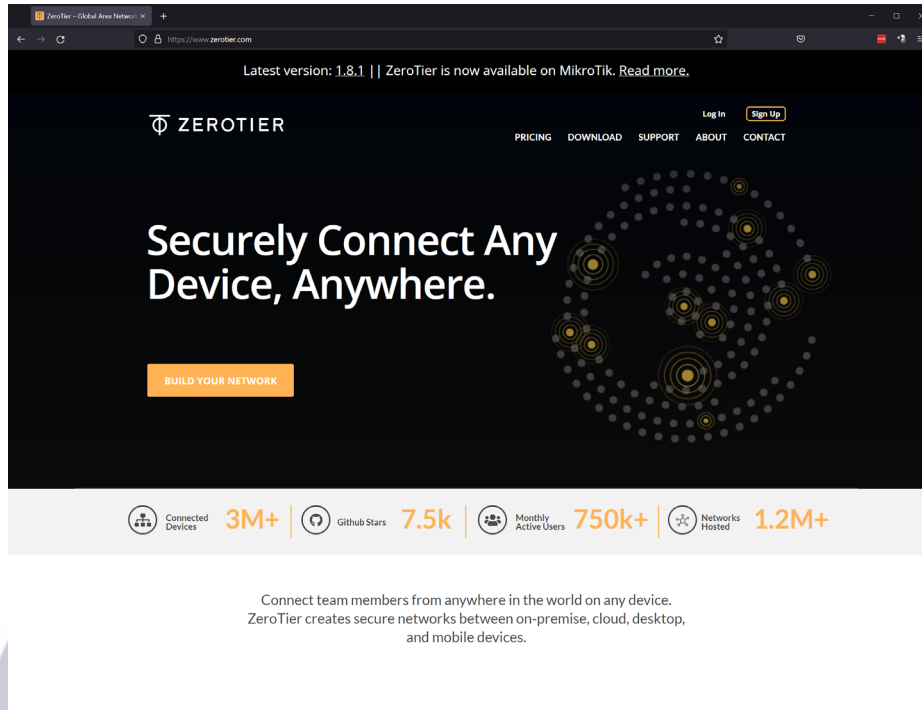 ZeroTier – Global Area Network
https://www.zerotier.com
Latest version: 1.8.1 || ZeroTier is now available on MikroTik. Read more.
ZEROTIER
Log In
Sign Up
PRICING DOWNLOAD SUPPORT ABOUT CONTACT
Securely Connect Any
Device, Anywhere.
BUILD YOUR NETWORK
Connected
Devices
3M+
Github Stars
7.5k
Monthly
Active Users
750k+
Networks
Hosted
1.2M+
Connect team members from anywhere in the world on any device.
ZeroTier creates secure networks between on-premise, cloud, desktop,
and mobile devices.